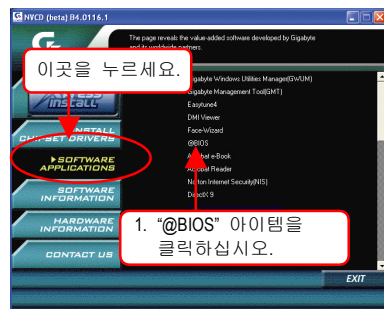 NVCD (beta) B4.0116.1
The page reveals the value-added software developed by Gigabyte
and its worldwide partners.
이곳을 누르세요.
Gigabyte Windows Utilities Manager(GWUM)
Gigabyte Management Tool(GMT)
Easytune4
DMI Viewer
Face-Wizard
@BIOS
Acrobat e-Book
Acrobat Reader
Norton Internet Security(NIS)
DirectX 9
INSTALL
INSTALL
CHIPSET DRIVERS
SOFTWARE
APPLICATIONS
SOFTWARE
INFORMATION
HARDWARE
INFORMATION
CONTACT US
1. “@BIOS” 아이템을
클릭하십시오.
EXIT